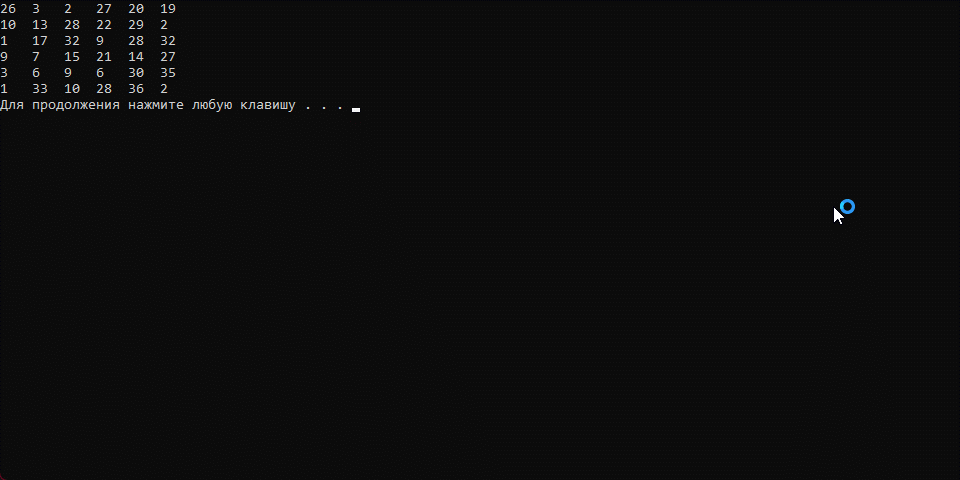 26 3 2 27 20 19
10 13 28 22 29 2
1 17 32 9 28 32
9 7 15 21 14 27
3 6 9 6 30 35
1 33 10 28 36 2
Для продолжения нажмите любую клавишу . . .